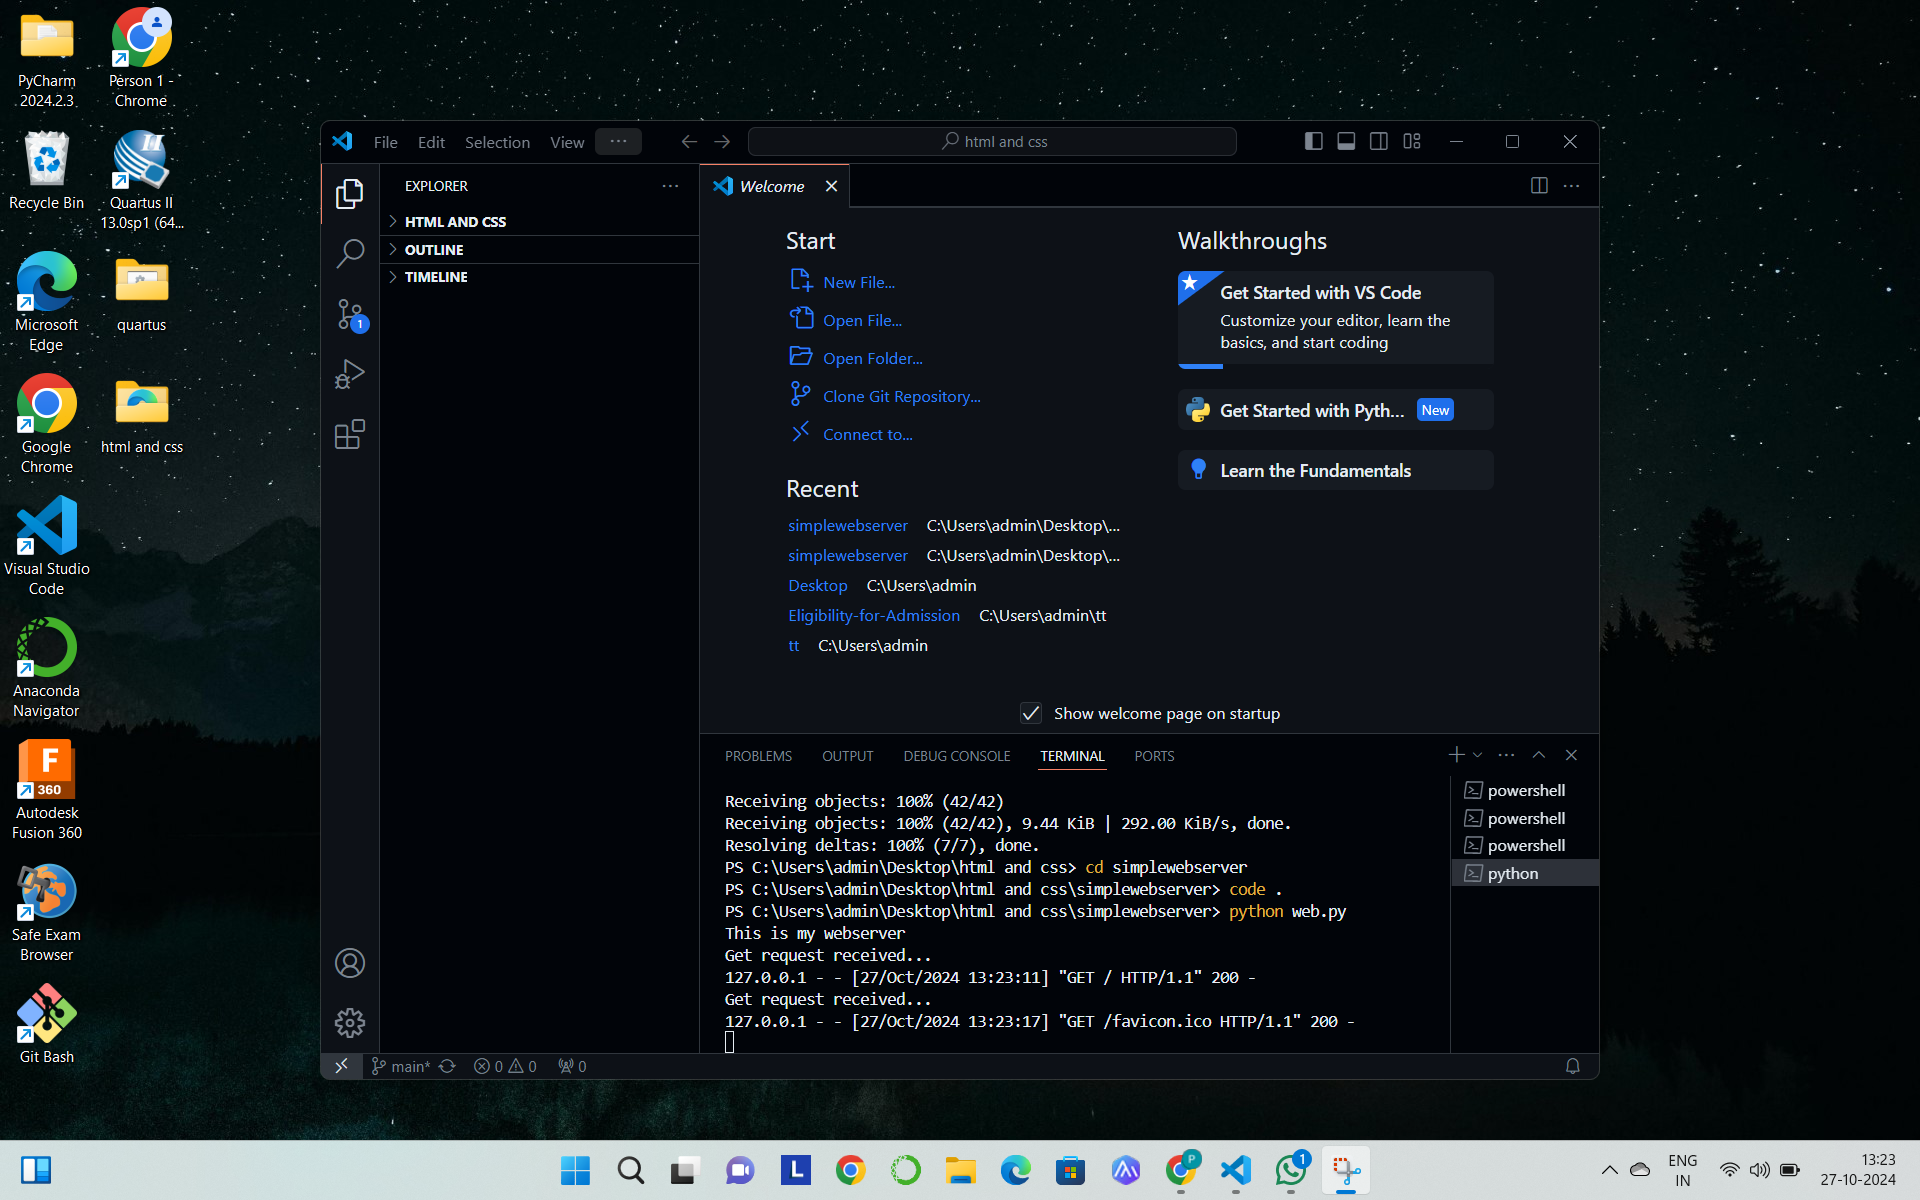 PyCharm
2024.2.3
Person 1 -
Chrome
Recycle Bin
Quartus II
13.0sp1 (64...
Microsoft
Edge
quartus
Google
Chrome
html and css
Visual Studio
Code
Anaconda
Navigator
F
360
Autodesk
Fusion 360
Safe Exam
Browser
Git Bash
File Edit Selection View ...
html and css
EXPLORER
HTML AND CSS
OUTLINE
TIMELINE
1
Welcome
Start
New File...
Open File...
Open Folder...
Clone Git Repository...
Connect to...
Recent
simplewebserver C:\Users\admin\Desktop\...
simplewebserver C:\Users\admin\Desktop\...
Desktop C:\Users\admin
Eligibility-for-Admission C:\Users\admin\tt
tt C:\Users\admin
Walkthroughs
Get Started with VS Code
Customize your editor, learn the
basics, and start coding
Get Started with Pyth... New
Learn the Fundamentals
Show welcome page on startup
PROBLEMS OUTPUT DEBUG CONSOLE TERMINAL PORTS
Receiving objects: 100% (42/42)
Receiving objects: 100% (42/42), 9.44 KiB | 292.00 KiB/s, done.
Resolving deltas: 100% (7/7), done.
PS C:\Users\admin\Desktop\html and css> cd simplewebserver
PS C:\Users\admin\Desktop\html and css\simplewebserver> code .
PS C:\Users\admin\Desktop\html and css\simplewebserver> python web.py
This is my webserver
Get request received...
127.0.0.1 - - [27/Oct/2024 13:23:11] "GET / HTTP/1.1" 200 -
Get request received...
127.0.0.1 - - [27/Oct/2024 13:23:17] "GET /favicon.ico HTTP/1.1" 200 -
powershell
powershell
powershell
python
main* 0 0 0
L
P
1
ENG
IN
13:23
27-10-2024